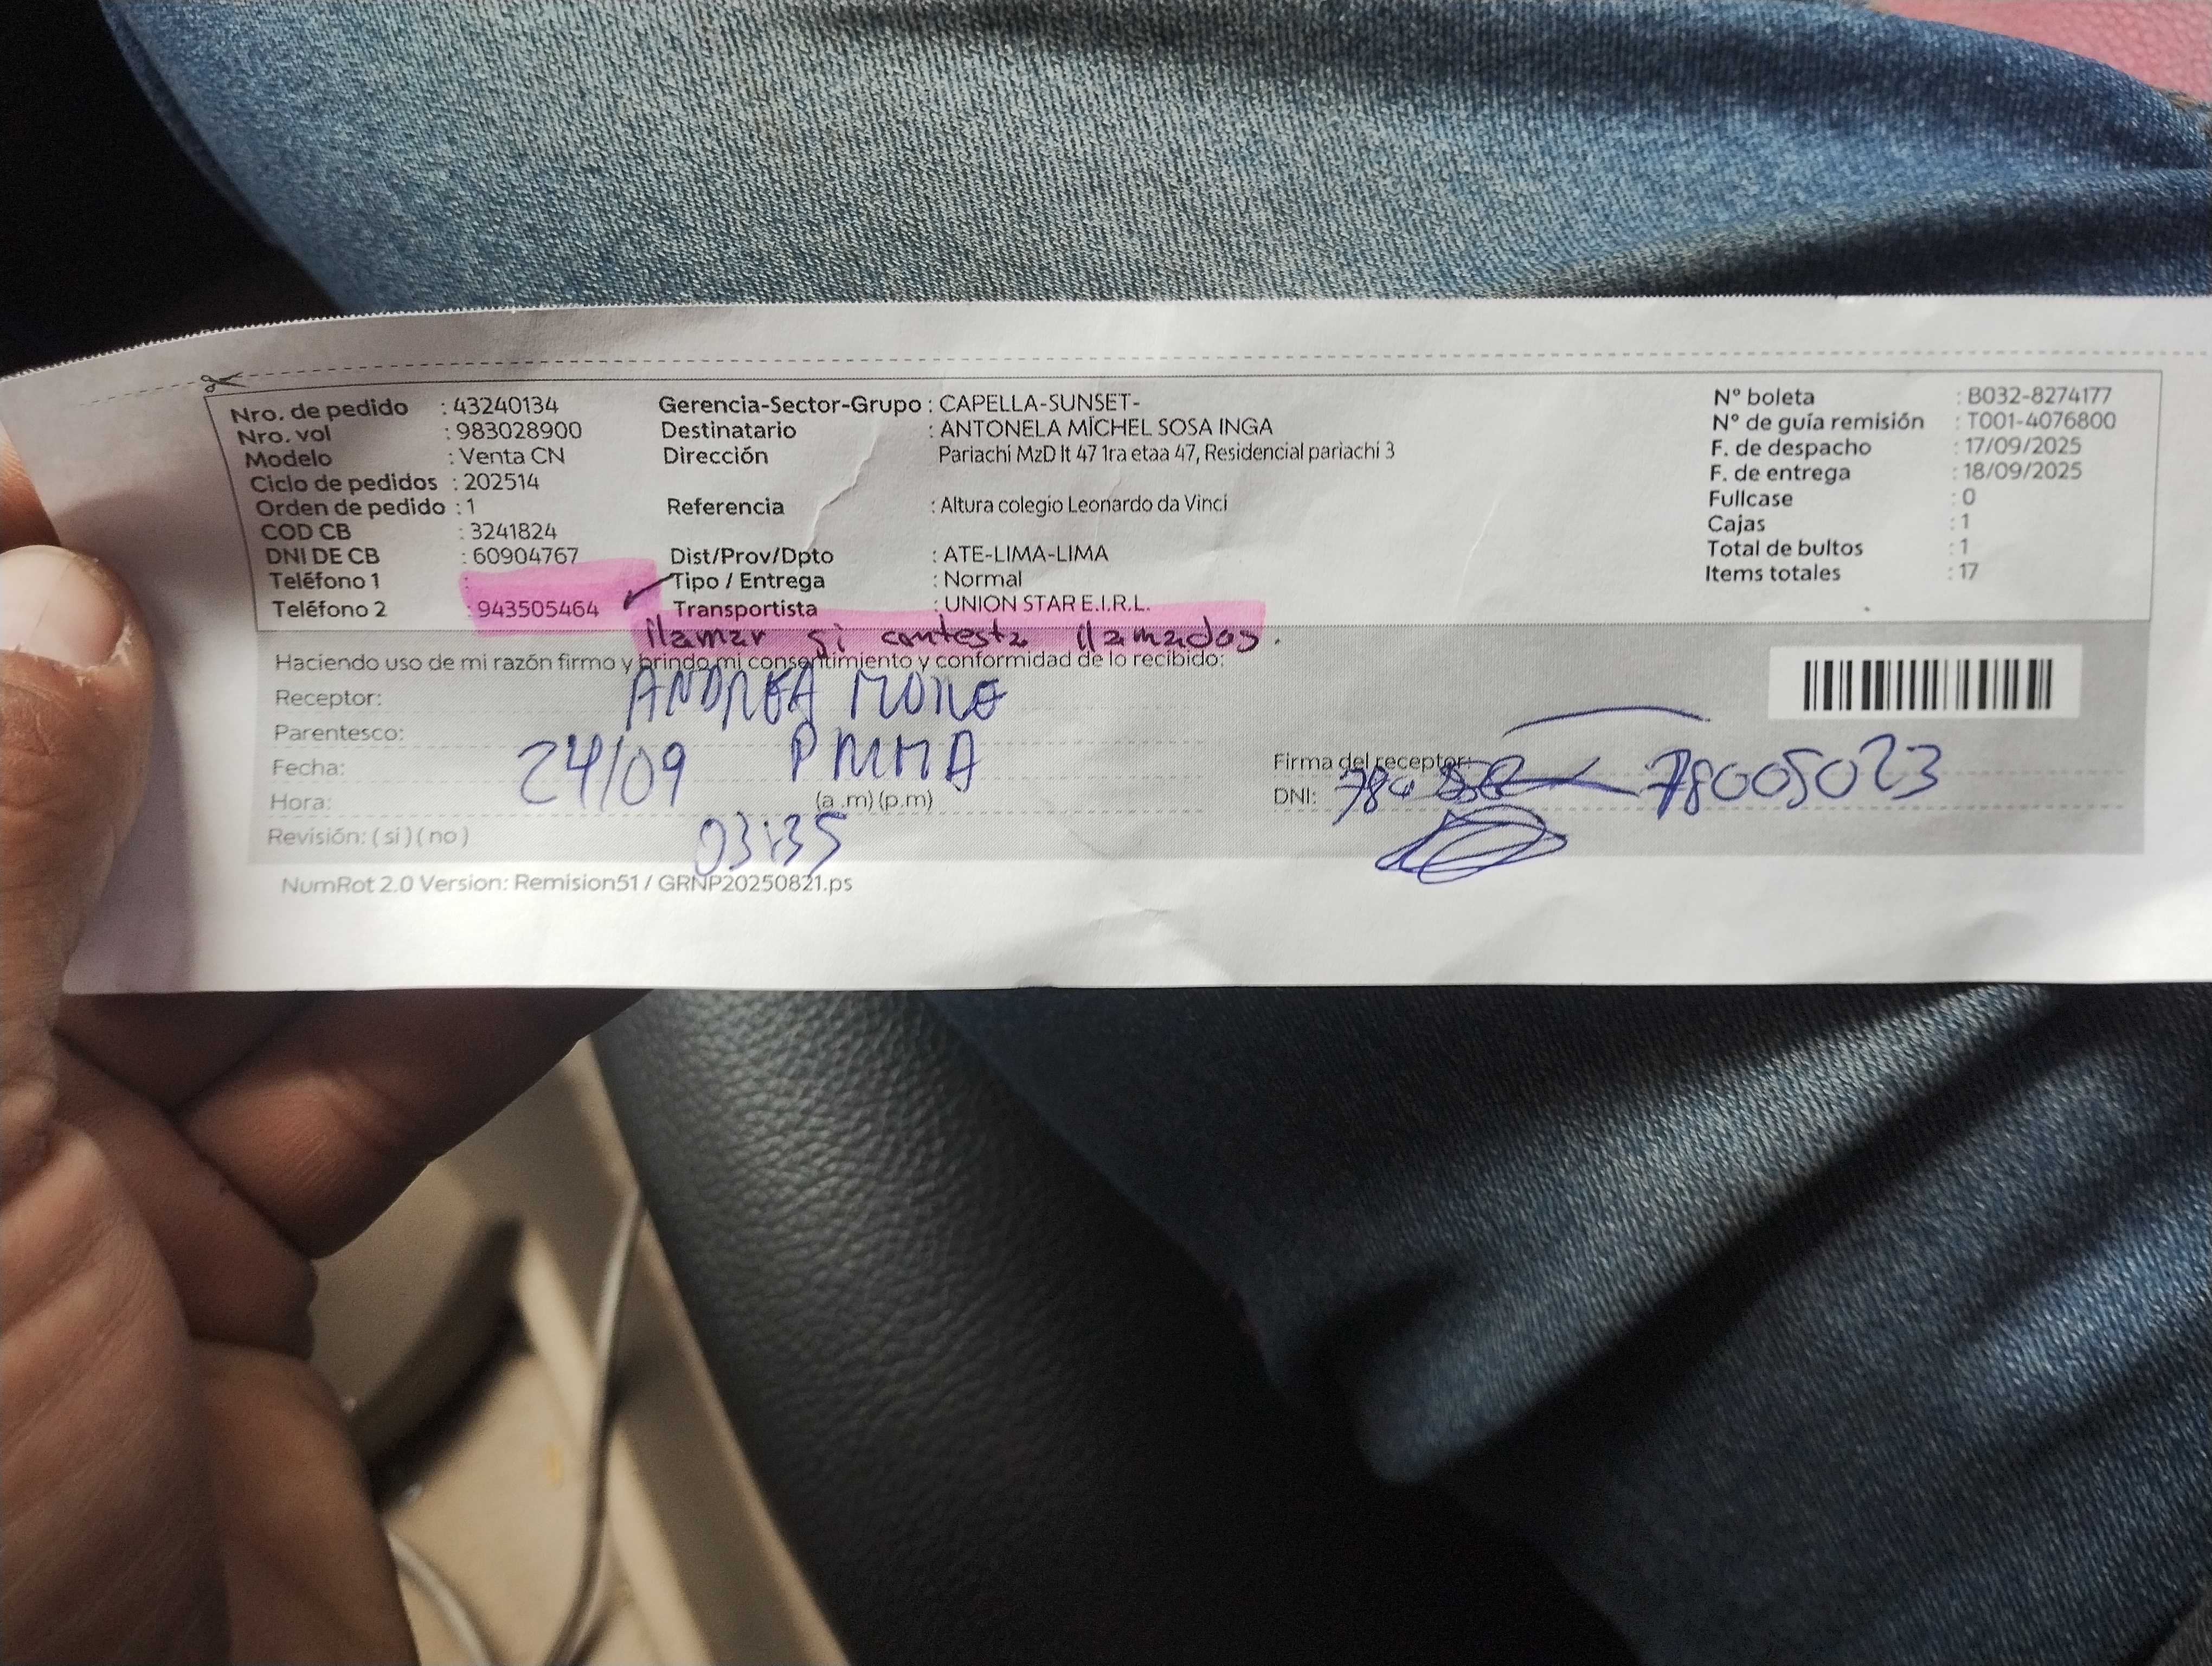 Nro. de pedido : 43240134
Nro. vol : 983028900
Modelo : Venta CN
Ciclo de pedidos : 202514
Orden de pedido : 1
COD CB : 3241824
DNI DE CB : 60904767
Teléfono 1 :
Teléfono 2 : 943505464
Gerencia-Sector-Grupo : CAPELLA-SUNSET-
Destinatario : ANTONELA MICHEL SOSA INGA
Dirección Pariachi MzD lt 47 1ra etaa 47, Residencial pariachi 3
Referencia : Altura colegio Leonardo da Vinci
Dist/Prov/Dpto : ATE-LIMA-LIMA
Tipo / Entrega : Normal
Transportista : UNION STAR E.I.R.L.
Nº boleta : B032-8274177
Nº de guía remisión : T001-4076800
F. de despacho : 17/09/2025
F. de entrega : 18/09/2025
Fullcase : 0
Cajas : 1
Total de bultos : 1
Items totales : 17
llamar si contesta llamados.
Haciendo uso de mi razón firmo y brindo mi consentimiento y conformidad de lo recibido:
Receptor: ANDREA
Parentesco: PRIMA
Fecha: 24/09
Hora: (a .m) (p.m) 03:35
Revisión: ( si ) ( no )
Firma del receptor:
DNI: 78005023
NumRot 2.0 Version: Remision51 / GRNP20250821.ps